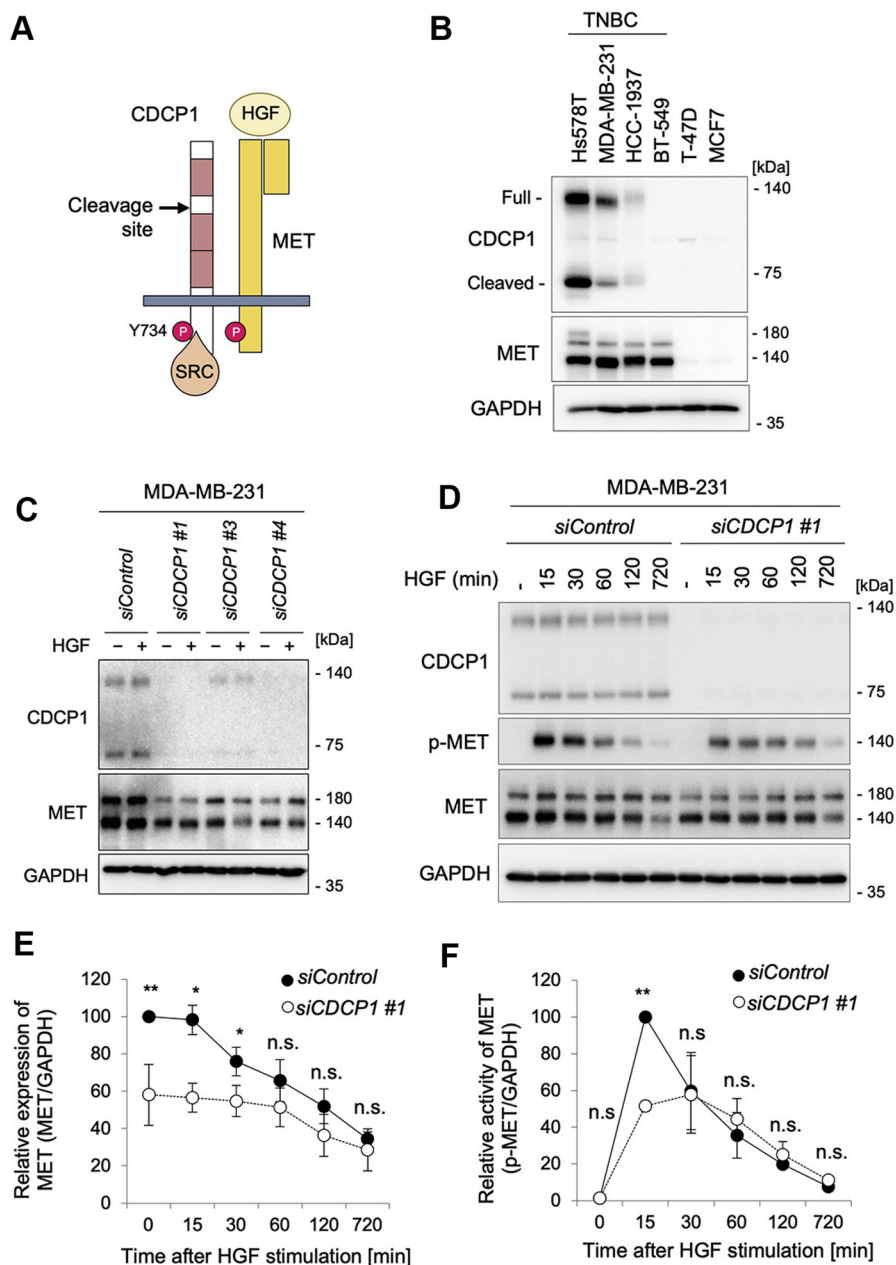 A
CDCP1
HGF
Cleavage
site
MET
Y734
P
P
SRC
B
TNBC
Hs578T
MDA-MB-231
HCC-1937
BT-549
T-47D
MCF7
[kDa]
Full -
- 140
CDCP1
Cleaved -
- 75
MET
- 180
- 140
GAPDH
- 35
C
MDA-MB-231
siControl
siCDCP1 #1
siCDCP1 #3
siCDCP1 #4
HGF
– + – + – + – +
[kDa]
CDCP1
- 140
- 75
MET
- 180
- 140
GAPDH
- 35
D
MDA-MB-231
siControl
siCDCP1 #1
HGF (min)
- 15 30 60 120 720 - 15 30 60 120 720
[kDa]
CDCP1
- 140
- 75
p-MET
- 140
MET
- 180
- 140
GAPDH
- 35
E
Relative expression of
MET (MET/GAPDH)
120
100
80
60
40
20
0
** * * n.s. n.s. n.s.
siControl
siCDCP1 #1
0 15 30 60 120 720
Time after HGF stimulation [min]
F
Relative activity of MET
(p-MET/GAPDH)
120
100
80
60
40
20
0
n.s ** n.s n.s. n.s. n.s.
siControl
siCDCP1 #1
0 15 30 60 120 720
Time after HGF stimulation [min]